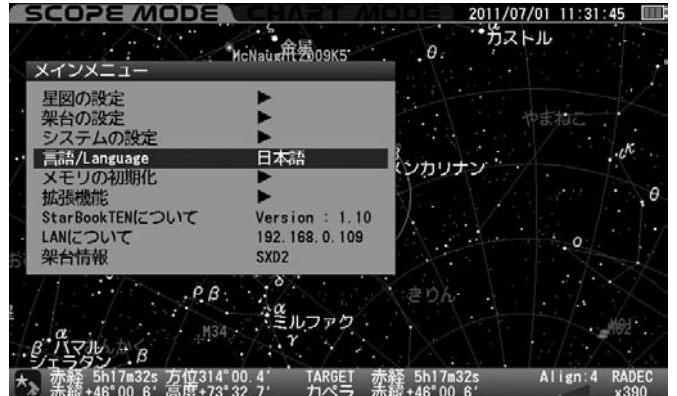 SCOPE MODE CHART MODE 2011/07/01 11:31:45
カストル
金星
McNaught2009K5
θ
メインメニュー
星図の設定 ▶
架台の設定 ▶
システムの設定 ▶
言語/Language 日本語
メモリの初期化 ▶
拡張機能 ▶
StarBookTENについて Version : 1.10
LANについて 192.168.0.109
架台情報 SXD2
やまねこ
β
メンカリナン
οK
θ
ο
きりん
ρ β
δ
α
ミルファク
γ
M34
M82
α
β ハマル
β
シェラタン
赤経 5h17m32s 方位314°00.4′ TARGET 赤経 5h17m32s Align:4 RADEC
赤緯+46°00.6′ 高度+73°32.7′ カペラ 赤緯+46°00.6′ x390